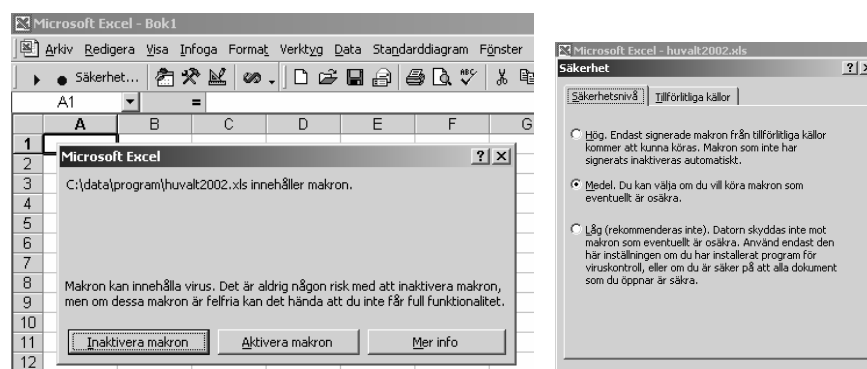 Microsoft Excel - Bok1
Arkiv Redigera Visa Infoga Format Verktyg Data Standarddiagram Fönster
Säkerhet...
A1 =
A B C D E F G
1
2
3
4
5
6
7
8
9
10
11
12
Microsoft Excel
C:\data\program\huvalt2002.xls innehåller makron.
Makron kan innehålla virus. Det är aldrig någon risk med att inaktivera makron,
men om dessa makron är felfria kan det hända att du inte får full funktionalitet.
Inaktivera makron Aktivera makron Mer info
Microsoft Excel - huvalt2002.xls
Säkerhet
Säkerhetsnivå Tillförlitliga källor
Hög. Endast signerade makron från tillförlitliga källor
kommer att kunna köras. Makron som inte har
signerats inaktiveras automatiskt.
Medel. Du kan välja om du vill köra makron som
eventuellt är osäkra.
Låg (rekommenderas inte). Datorn skyddas inte mot
makron som eventuellt är osäkra. Använd endast den
här inställningen om du har installerat program för
viruskontroll, eller om du är säker på att alla dokument
som du öppnar är säkra.